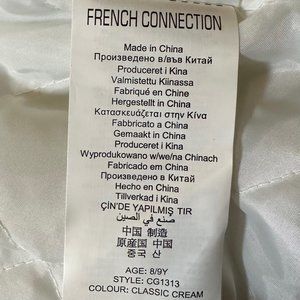 FRENCH CONNECTION
Made in China
Произведено в/във Китай
Produceret i Kina
Valmistettu Kiinassa
Fabriqué en Chine
Hergestellt in China
Κατασκευάζεται στην Κίνα
Fabbricato a China
Gemaakt in China
Produceret i Kina
Wyprodukowano w/we/na Chinach
Fabricado em China
Произведено в Китай
Hecho en China
Tillverkad i Kina
ÇİN'DE YAPILMIŞ TIR
صنع في الصين
中国 制造
原産国 中国
중국 산
AGE: 8/9Y
STYLE: CG1313
COLOUR: CLASSIC CREAM